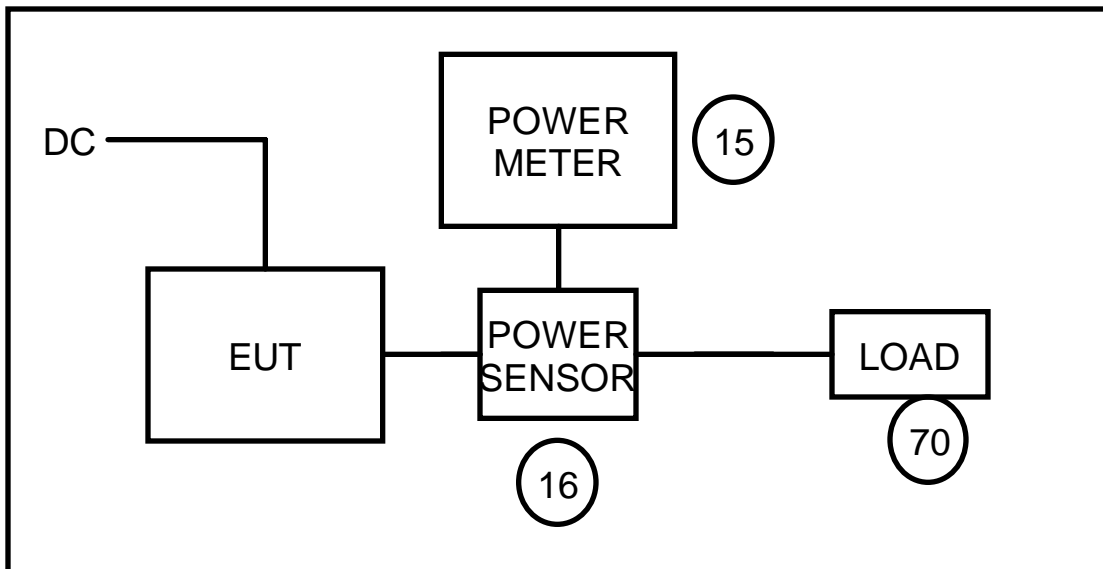 DC
POWER
METER
15
EUT
POWER
SENSOR
LOAD
70
16